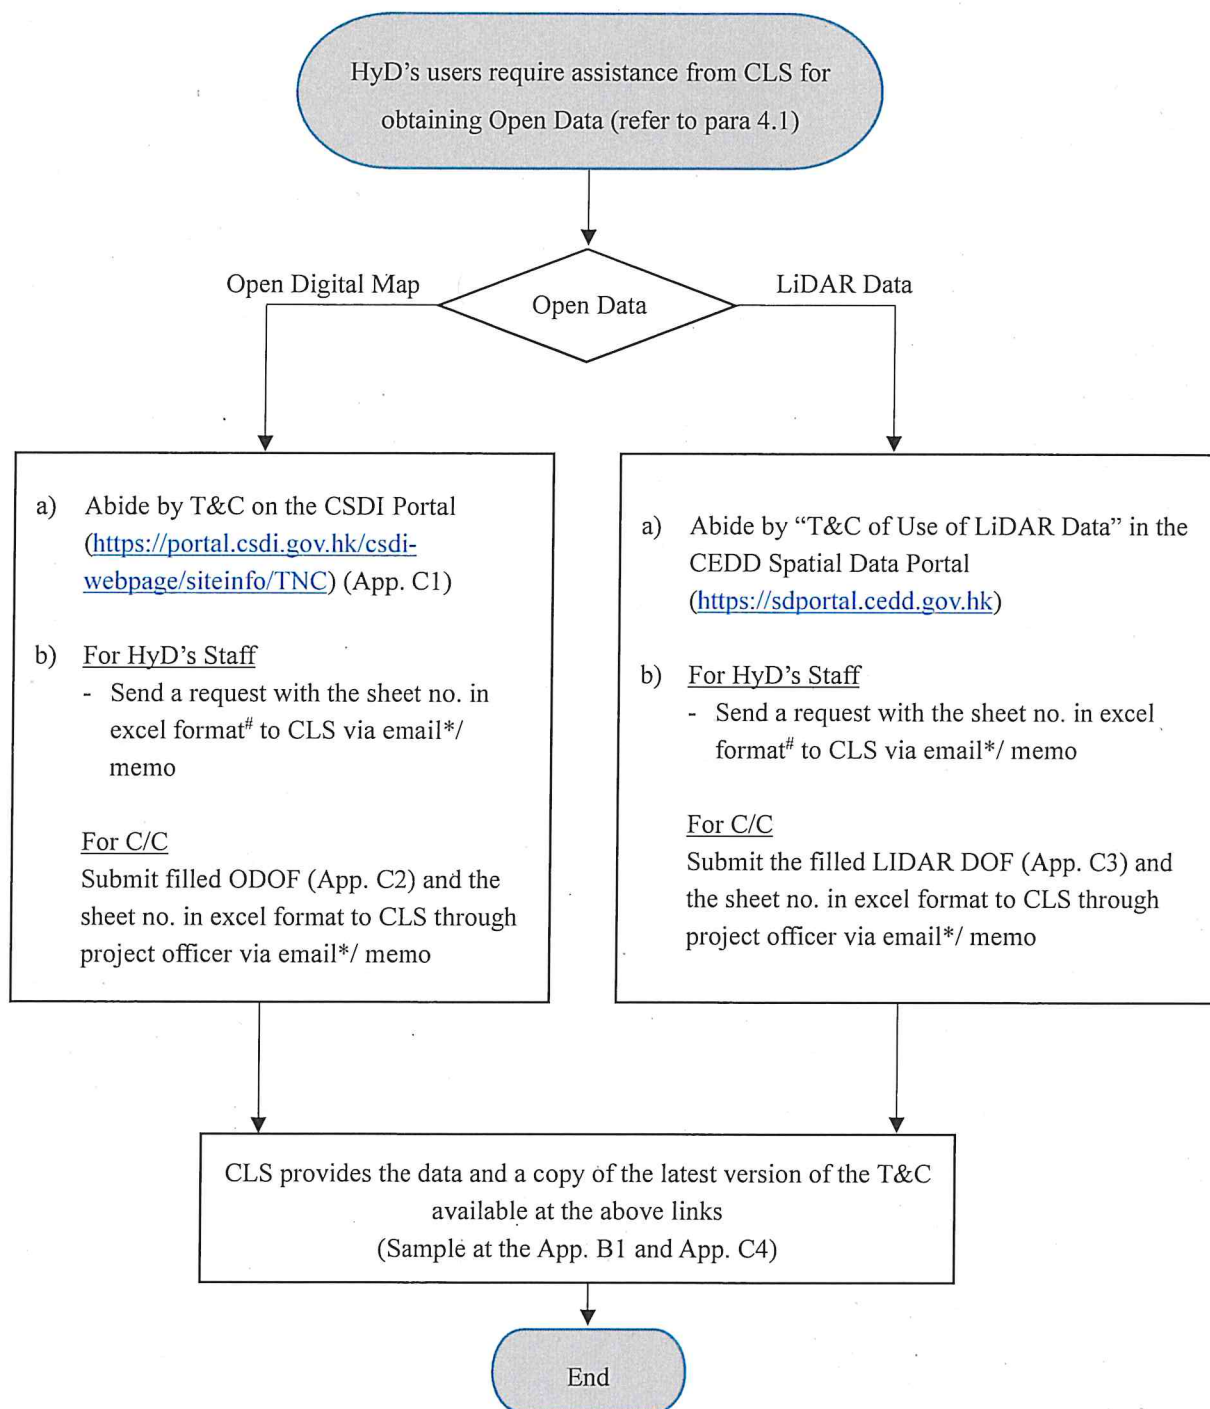 HyD's users require assistance from CLS for
obtaining Open Data (refer to para 4.1)
Open Digital Map
Open Data
LiDAR Data
a) Abide by T&C on the CSDI Portal
(https://portal.csdi.gov.hk/csdi-
webpage/siteinfo/TNC) (App. C1)
b) For HyD's Staff
- Send a request with the sheet no. in
excel format# to CLS via email*/
memo
For C/C
Submit filled ODOF (App. C2) and the
sheet no. in excel format to CLS through
project officer via email*/ memo
a) Abide by “T&C of Use of LiDAR Data” in the
CEDD Spatial Data Portal
(https://sdportal.cedd.gov.hk)
b) For HyD's Staff
- Send a request with the sheet no. in excel
format# to CLS via email*/ memo
For C/C
Submit the filled LIDAR DOF (App. C3) and
the sheet no. in excel format to CLS through
project officer via email*/ memo
CLS provides the data and a copy of the latest version of the T&C
available at the above links
(Sample at the App. B1 and App. C4)
End